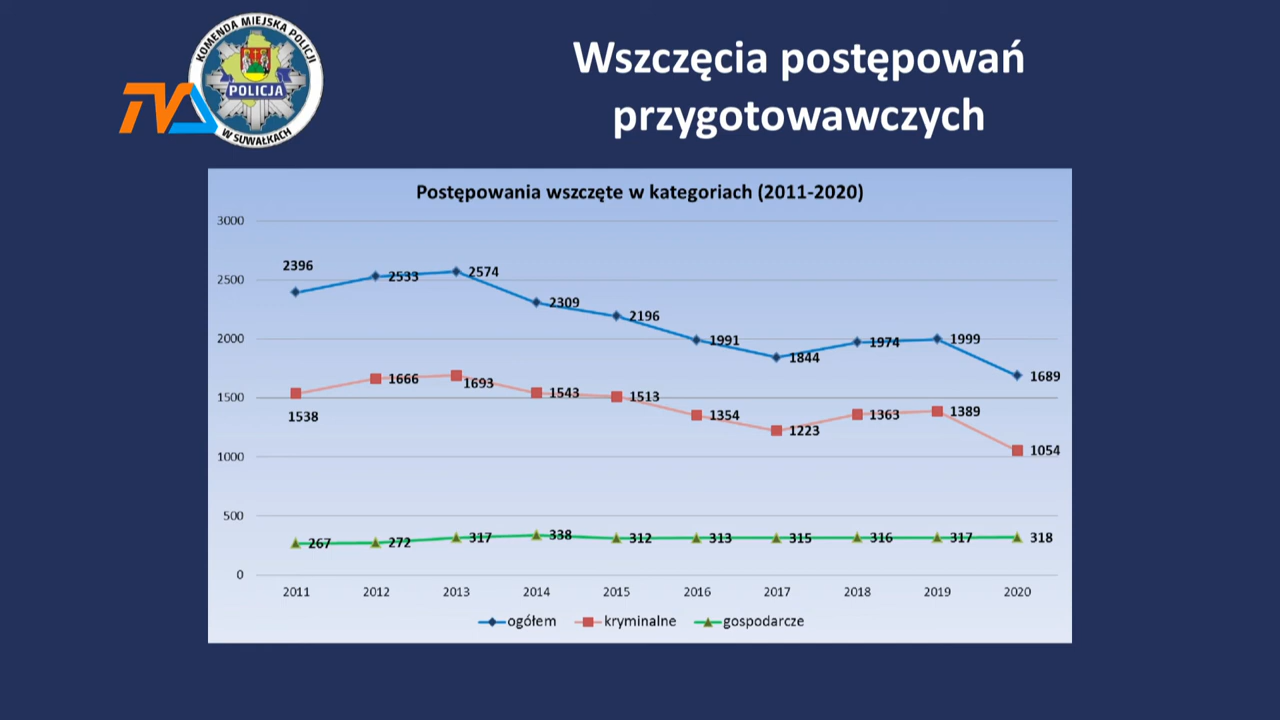 KOMENDA MIEJSKA POLICJI
POLICJA
W SUWAŁKACH
TV
Wszczęcia postępowań
przygotowawczych
Postępowania wszczęte w kategoriach (2011-2020)
3000
2500
2000
1500
1000
500
0
2396 2533 2574 2309 2196 1991 1844 1974 1999 1689
1538 1666 1693 1543 1513 1354 1223 1363 1389 1054
267 272 317 338 312 313 315 316 317 318
2011 2012 2013 2014 2015 2016 2017 2018 2019 2020
ogółem kryminalne gospodarcze